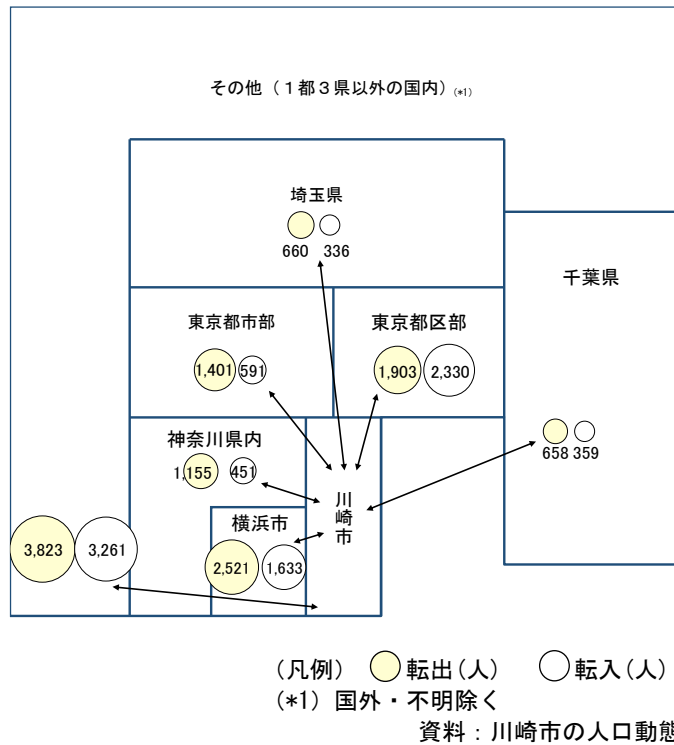 その他（１都３県以外の国内）(*1)
埼玉県
660 336
千葉県
東京都市部
東京都区部
1,401 591
1,903 2,330
658 359
神奈川県内
1,155 451
川崎市
横浜市
3,823 3,261
2,521 1,633
(凡例) 転出(人) 転入(人)
(*1) 国外・不明除く
資料：川崎市の人口動態